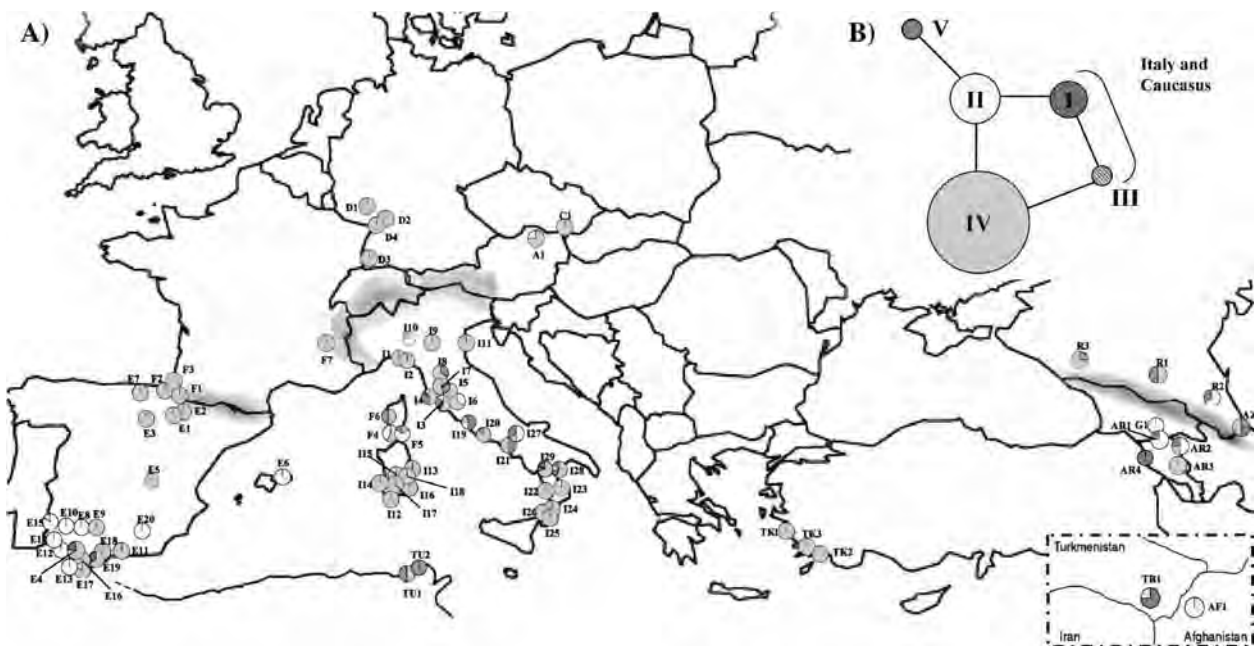 A)
B)
V
II
I
Italy and
Caucasus
III
IV
D1
D2
D4
D3
C1
A1
F7
I10
I9
I11
I1
I2
I8
I7
I5
I4
I6
I3
I19
I20
I27
I21
F3
F2
E7
F1
E2
E1
E3
E5
E6
F6
F4
F5
I15
I13
I14
I16
I18
I17
I12
I29
I28
I22
I23
I26
I24
I25
E15
E10
E8
E9
E20
E1
E12
E18
E11
E4
E13
E19
E17
E16
TU2
TU1
TK1
TK3
TK2
R3
R1
R2
AR1
G1
AR2
AR4
AR3
Turkmenistan
TR1
AF1
Iran
Afghanistan